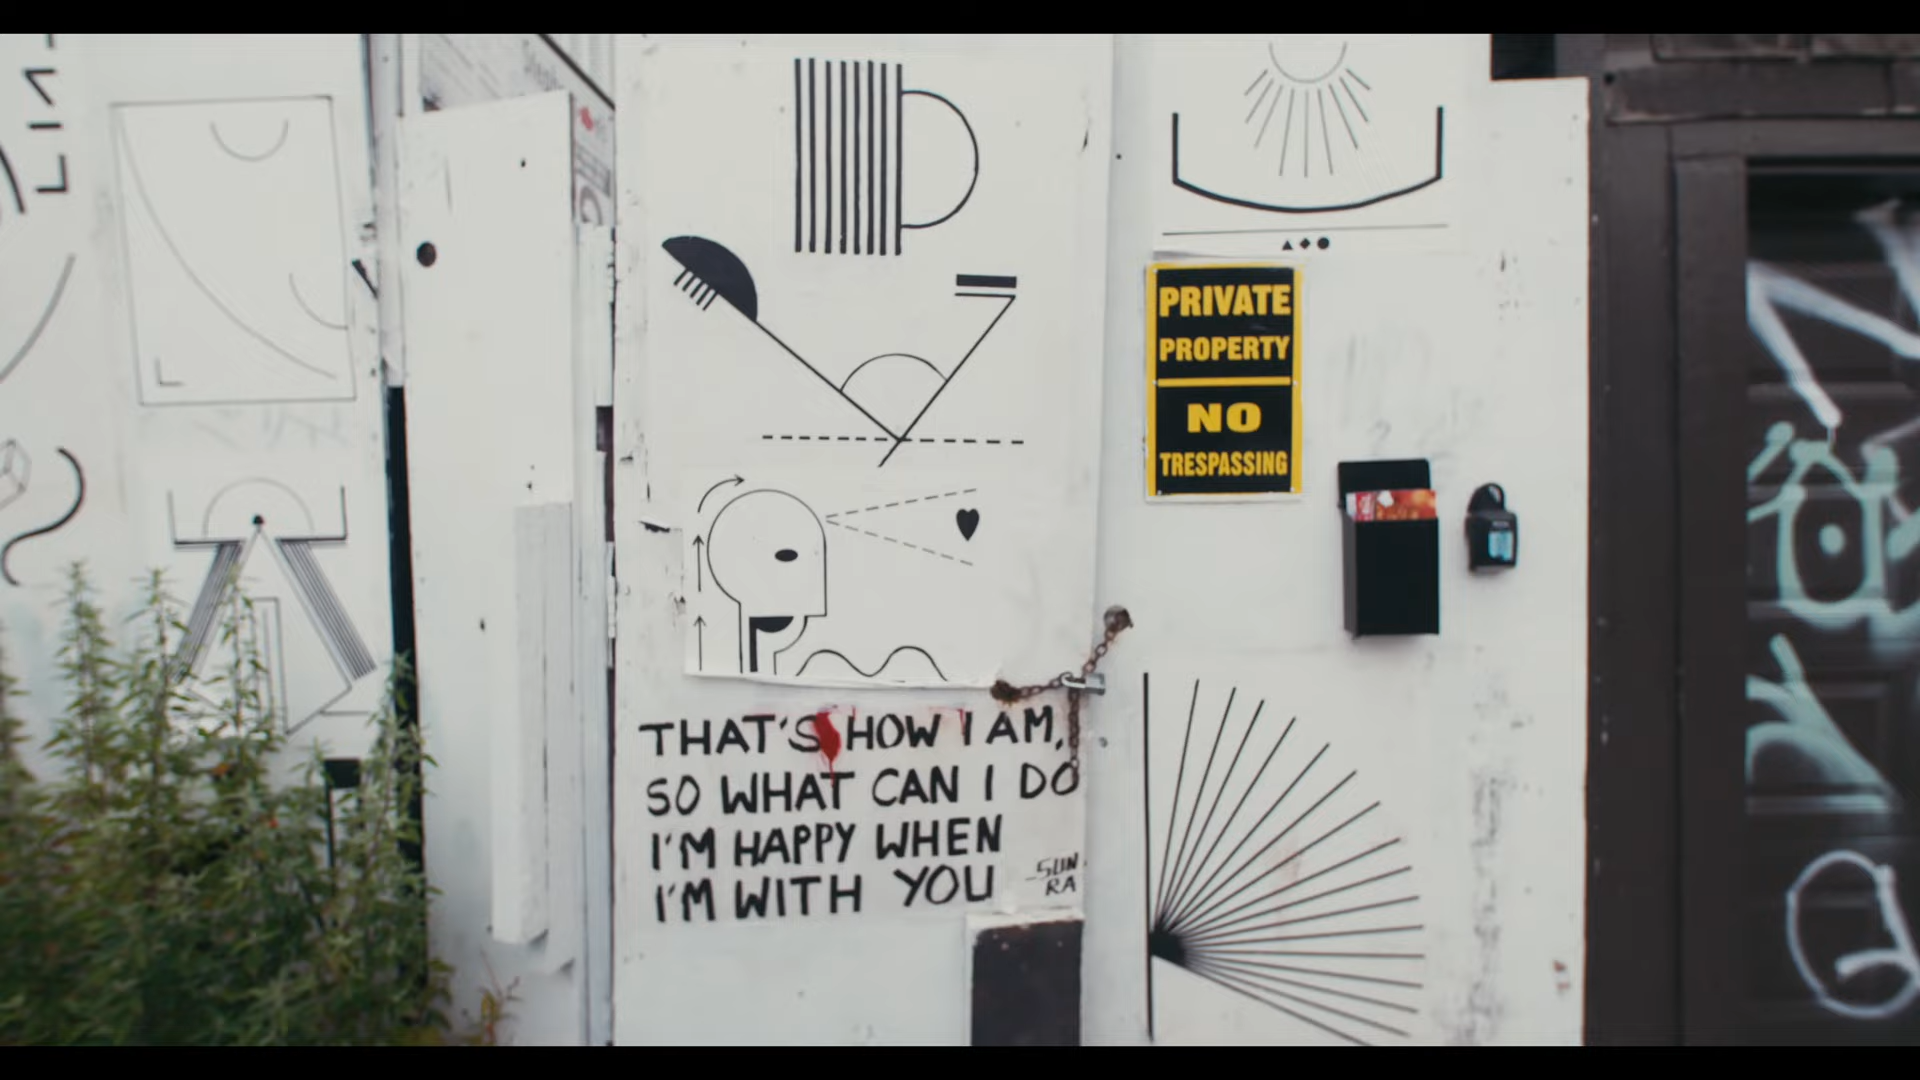 PRIVATE
PROPERTY
NO
TRESPASSING
THAT'S HOW I AM,
SO WHAT CAN I DO
I'M HAPPY WHEN
I'M WITH YOU
-SUN
RA